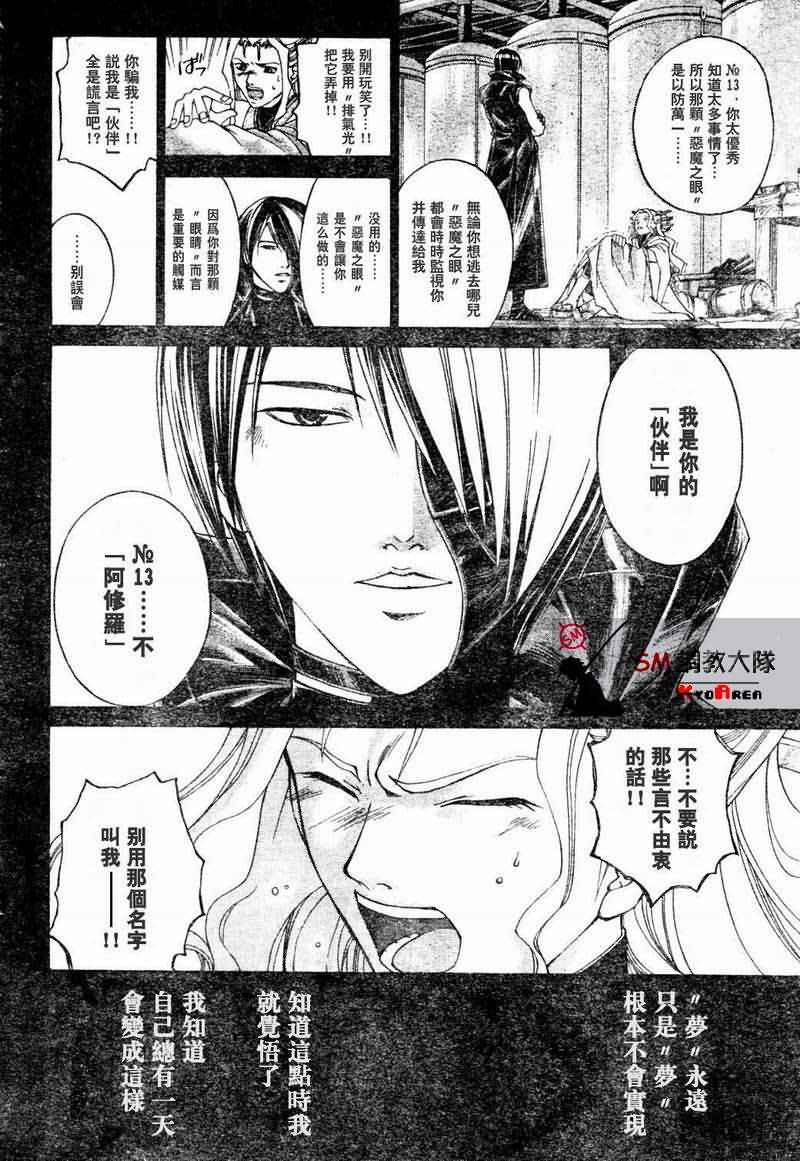 №13．你太優秀
知道太多事情了…
所以那顆〝惡魔之眼〞
是以防萬一……
無論你想逃去哪兒
〝惡魔之眼〞
都會時時監視你
并傳達給我
別開玩笑了…!!
我要用〝排氣光〞
把它弄掉!!
ばっ
你騙我……!!
說我是「伙伴」
全是謊言吧!?
没用的……
〝惡魔之眼〞
是不會讓你
這么做的…
因爲你對那顆
〝眼睛〞而言
是重要的觸媒
……别誤會
我是你的
「伙伴」啊
№13……不
「阿修羅」
SM調教大隊
KYOAREA
SM
不…不要説
那些言不由衷
的話!!
别用那個名字
叫我——!!
〝夢〞永遠
只是〝夢〞
根本不會實現
知道這點時我
就覺悟了
我知道
自己總有一天
會變成這樣